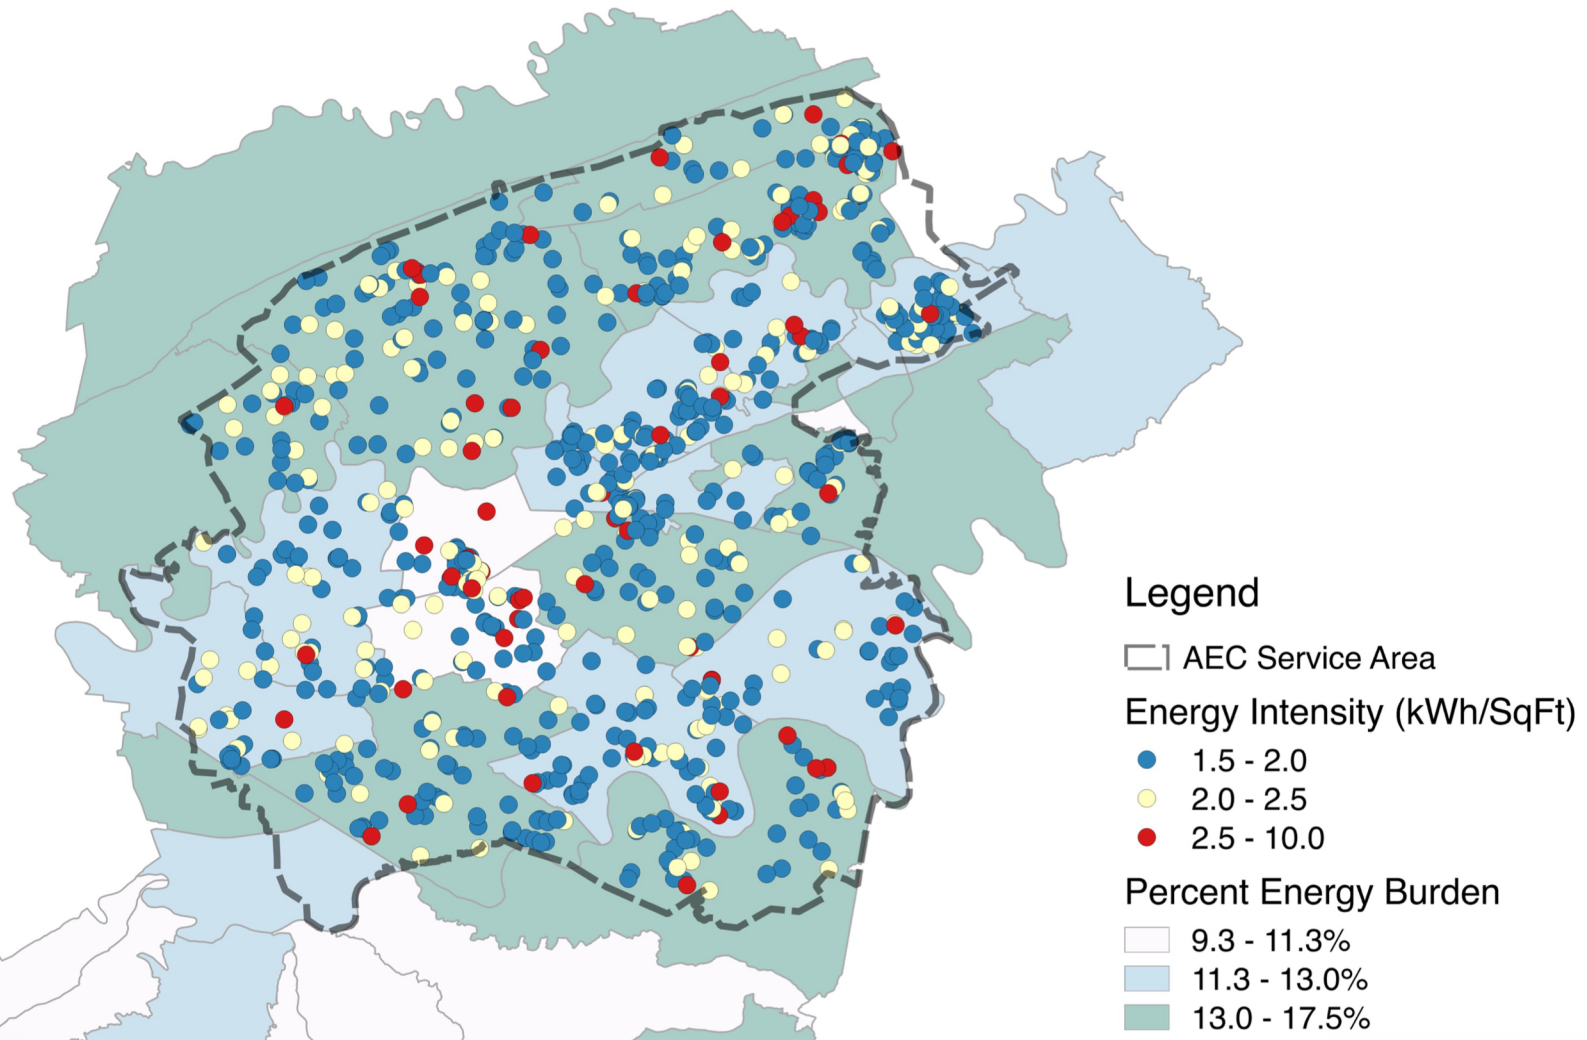 Legend
AEC Service Area
Energy Intensity (kWh/SqFt)
1.5 - 2.0
2.0 - 2.5
2.5 - 10.0
Percent Energy Burden
9.3 - 11.3%
11.3 - 13.0%
13.0 - 17.5%